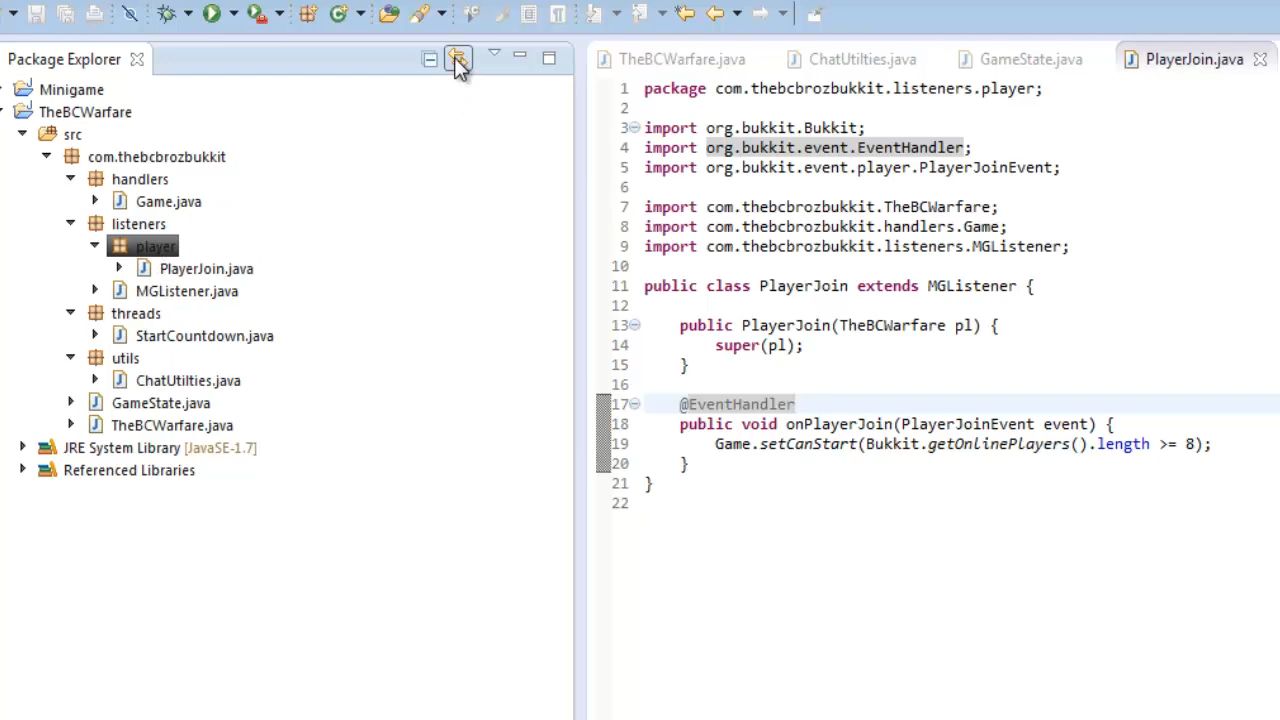 Package Explorer
Minigame
TheBCWarfare
src
com.thebcbrozbukkit
handlers
Game.java
listeners
player
PlayerJoin.java
MGListener.java
threads
StartCountdown.java
utils
ChatUtilties.java
GameState.java
TheBCWarfare.java
JRE System Library [JavaSE-1.7]
Referenced Libraries
TheBCWarfare.java ChatUtilties.java GameState.java PlayerJoin.java
1 package com.thebcbrozbukkit.listeners.player;
2
3 import org.bukkit.Bukkit;
4 import org.bukkit.event.EventHandler;
5 import org.bukkit.event.player.PlayerJoinEvent;
6
7 import com.thebcbrozbukkit.TheBCWarfare;
8 import com.thebcbrozbukkit.handlers.Game;
9 import com.thebcbrozbukkit.listeners.MGListener;
10
11 public class PlayerJoin extends MGListener {
12
13 public PlayerJoin(TheBCWarfare pl) {
14 super(pl);
15 }
16
17 @EventHandler
18 public void onPlayerJoin(PlayerJoinEvent event) {
19 Game.setCanStart(Bukkit.getOnlinePlayers().length >= 8);
20 }
21 }
22